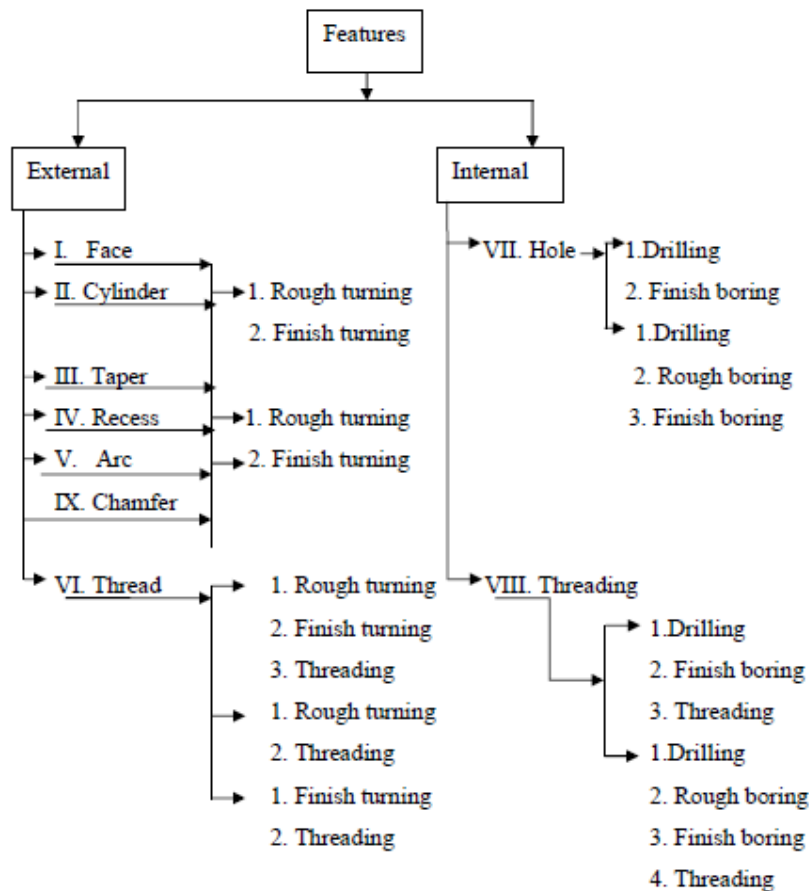 Features
External
Internal
I. Face
II. Cylinder
1. Rough turning
2. Finish turning
III. Taper
IV. Recess
1. Rough turning
V. Arc
2. Finish turning
IX. Chamfer
VI. Thread
1. Rough turning
2. Finish turning
3. Threading
1. Rough turning
2. Threading
1. Finish turning
2. Threading
VII. Hole
1.Drilling
2. Finish boring
1.Drilling
2. Rough boring
3. Finish boring
VIII. Threading
1.Drilling
2. Finish boring
3. Threading
1.Drilling
2. Rough boring
3. Finish boring
4. Threading